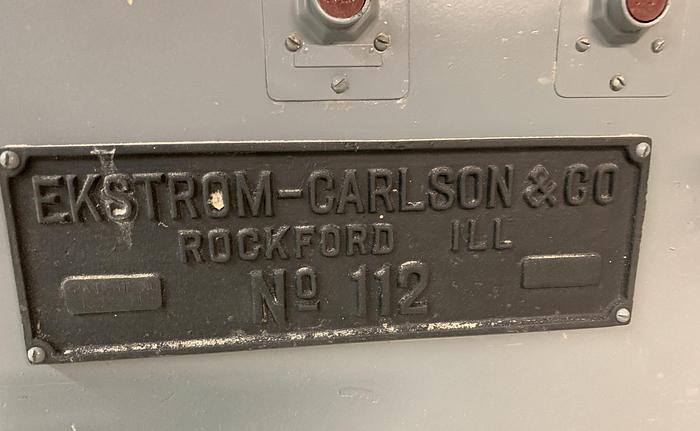 EKSTROM-CARLSON & CO
ROCKFORD ILL
Nº 112